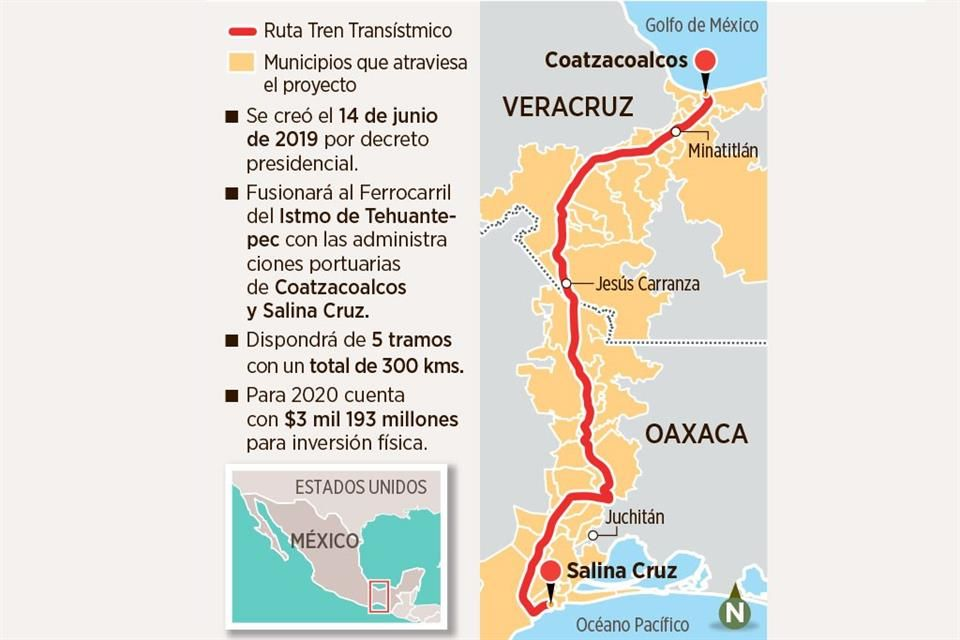 Ruta Tren Transístmico
Municipios que atraviesa
el proyecto
■ Se creó el 14 de junio
de 2019 por decreto
presidencial.
■ Fusionará al Ferrocarril
del Istmo de Tehuante-
pec con las administra
ciones portuarias
de Coatzacoalcos
y Salina Cruz.
■ Dispondrá de 5 tramos
con un total de 300 kms.
■ Para 2020 cuenta
con $3 mil 193 millones
para inversión física.
ESTADOS UNIDOS
MÉXICO
Golfo de México
Coatzacoalcos
VERACRUZ
Minatitlán
Jesús Carranza
OAXACA
Juchitán
Salina Cruz
N
Océano Pacífico